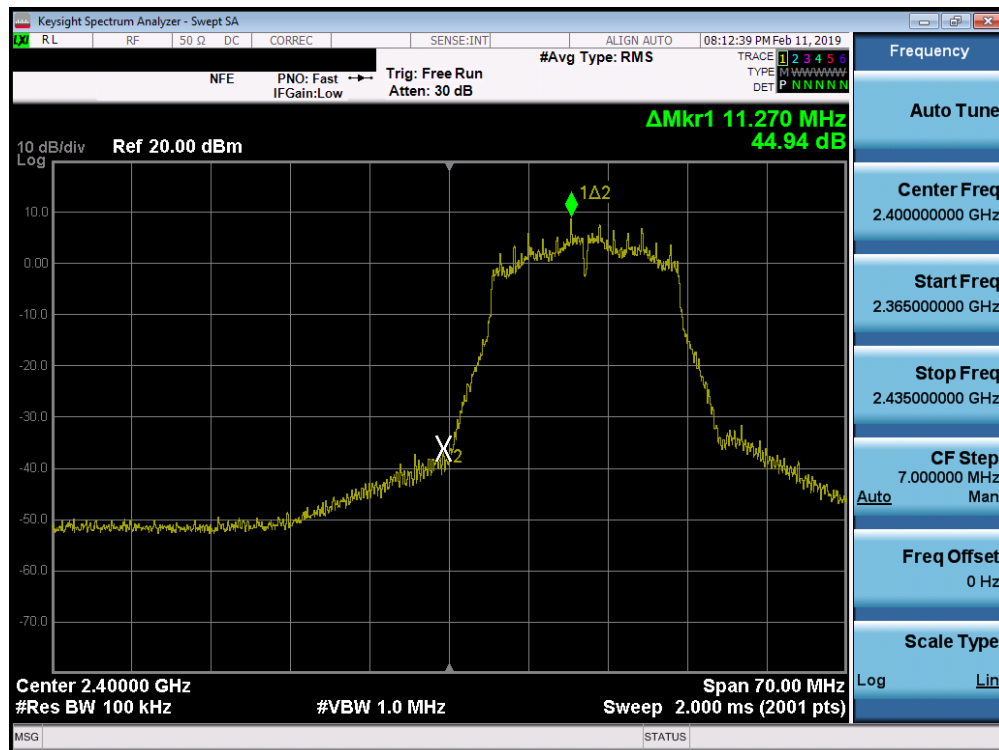 Keysight Spectrum Analyzer - Swept SA
LXI RL RF 50 Ω DC CORREC SENSE:INT ALIGN AUTO 08:12:39 PM Feb 11, 2019
#Avg Type: RMS TRACE 1 2 3 4 5 6
NFE PNO: Fast Trig: Free Run TYPE M W W W W W
IFGain:Low Atten: 30 dB DET P N N N N N
ΔMkr1 11.270 MHz
44.94 dB
10 dB/div Ref 20.00 dBm
Log
1Δ2
10.0
0.00
-10.0
-20.0
-30.0
X2
-40.0
-50.0
-60.0
-70.0
Center 2.40000 GHz Span 70.00 MHz
#Res BW 100 kHz #VBW 1.0 MHz Sweep 2.000 ms (2001 pts)
MSG STATUS
Frequency
Auto Tune
Center Freq
2.400000000 GHz
Start Freq
2.365000000 GHz
Stop Freq
2.435000000 GHz
CF Step
7.000000 MHz
Auto Man
Freq Offset
0 Hz
Scale Type
Log Lin